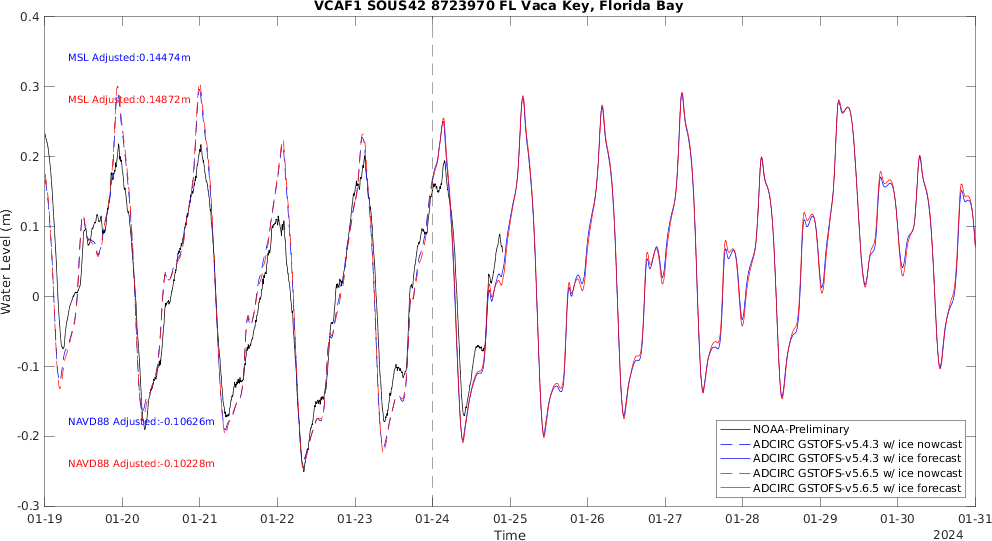 VCAF1 SOUS42 8723970 FL Vaca Key, Florida Bay
0.4
0.3
0.2
0.1
0
-0.1
-0.2
-0.3
Water Level (m)
MSL Adjusted:0.14474m
MSL Adjusted:0.14872m
NAVD88 Adjusted:-0.10626m
NAVD88 Adjusted:-0.10228m
NOAA-Preliminary
ADCIRC GSTOFS-v5.4.3 w/ ice nowcast
ADCIRC GSTOFS-v5.4.3 w/ ice forecast
ADCIRC GSTOFS-v5.6.5 w/ ice nowcast
ADCIRC GSTOFS-v5.6.5 w/ ice forecast
01-19 01-20 01-21 01-22 01-23 01-24 01-25 01-26 01-27 01-28 01-29 01-30 01-31
Time
2024